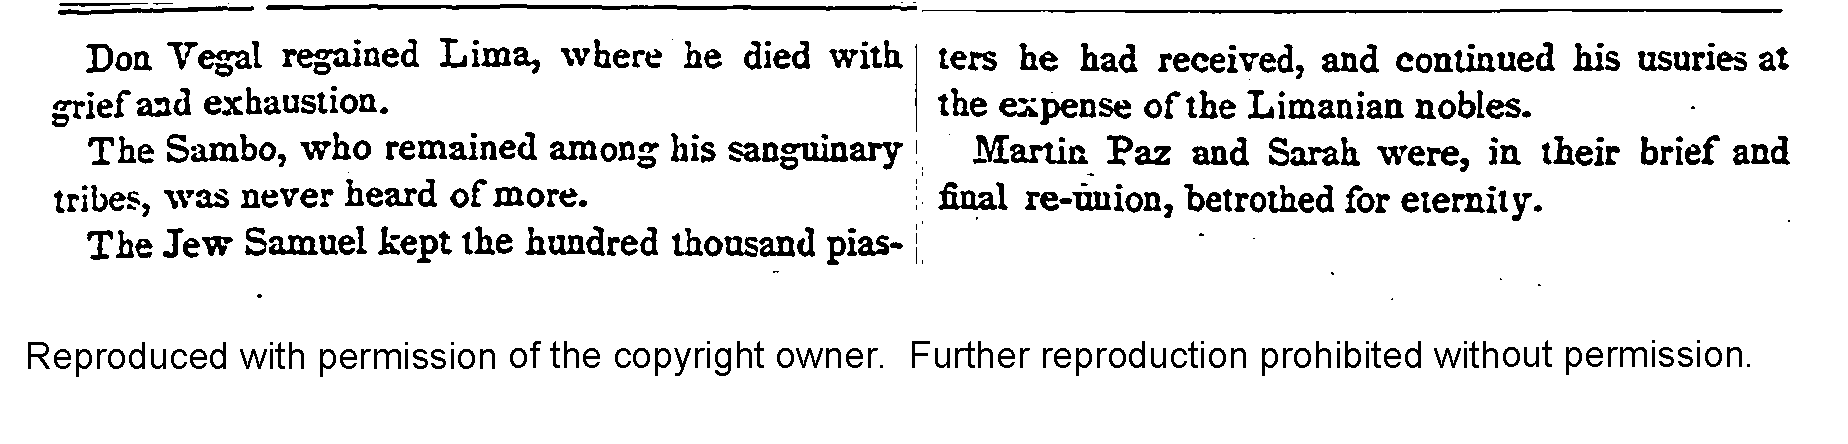 Don Vegal regained Lima, where he died with
grief and exhaustion.
The Sambo, who remained among his sanguinary
tribes, was never heard of more.
The Jew Samuel kept the hundred thousand pias-
ters he had received, and continued his usuries at
the expense of the Limanian nobles.
Martin Paz and Sarah were, in their brief and
final re-union, betrothed for eternity.
Reproduced with permission of the copyright owner. Further reproduction prohibited without permission.